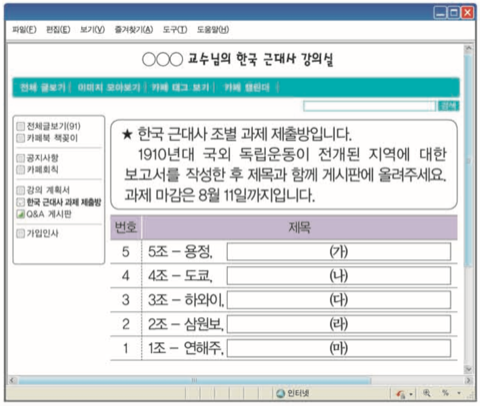 파일(F) 편집(E) 보기(V) 즐겨찾기(A) 도구(T) 도움말(H)
○○○ 교수님의 한국 근대사 강의실
전체 글보기 | 이미지 모아보기 | 카페 태그 보기 | 카페 캘린더 |
검색
전체글보기(91)
카페북 책꽂이
공지사항
카페회칙
강의 계획서
한국 근대사 과제 제출방
Q&A 게시판
가입인사
★ 한국 근대사 조별 과제 제출방입니다.
1910년대 국외 독립운동이 전개된 지역에 대한
보고서를 작성한 후 제목과 함께 게시판에 올려주세요.
과제 마감은 8월 11일까지입니다.
번호 제목
5 5조 – 용정, (가)
4 4조 – 도쿄, (나)
3 3조 – 하와이, (다)
2 2조 – 삼원보, (라)
1 1조 – 연해주, (마)
인터넷 %